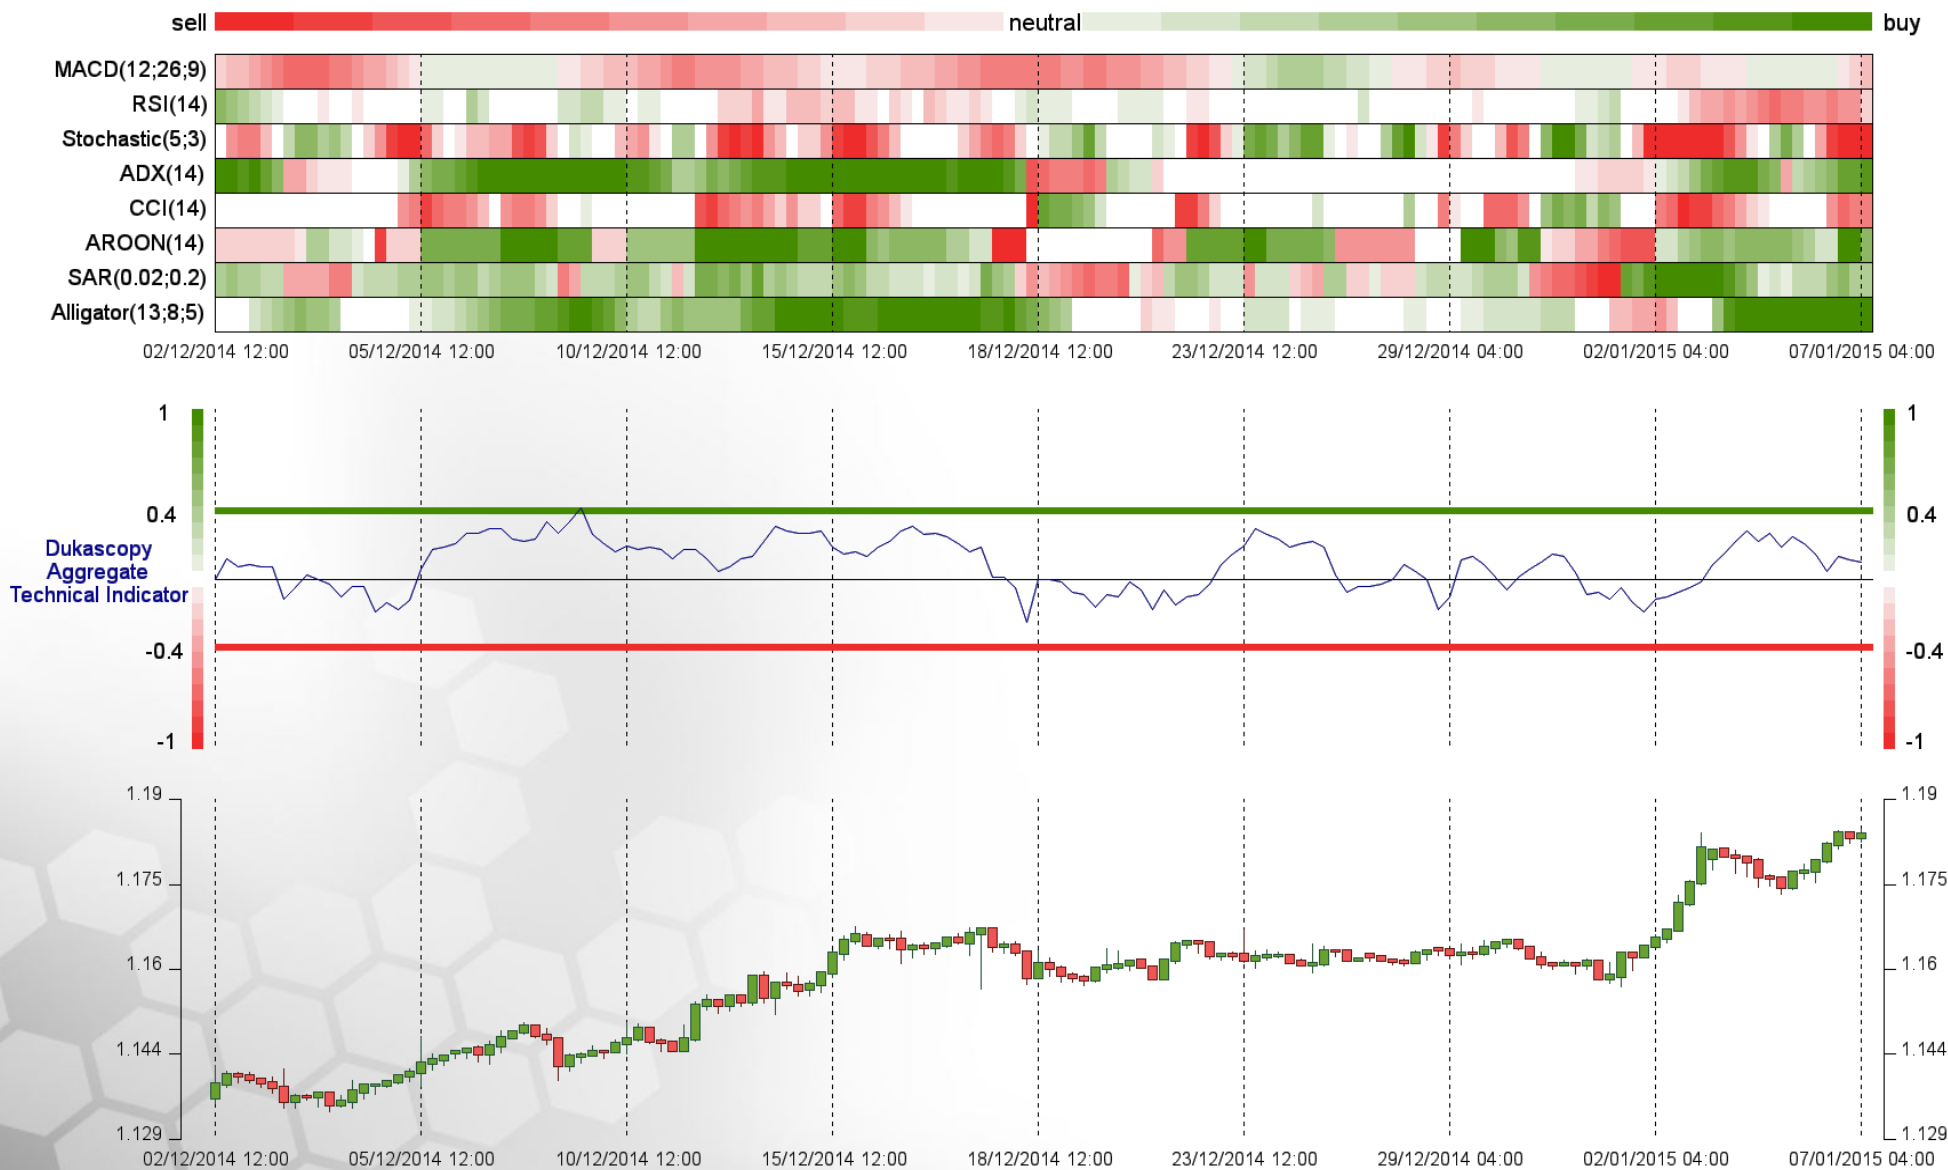 sell neutral buy
MACD(12;26;9)
RSI(14)
Stochastic(5;3)
ADX(14)
CCI(14)
AROON(14)
SAR(0.02;0.2)
Alligator(13;8;5)
02/12/2014 12:00 05/12/2014 12:00 10/12/2014 12:00 15/12/2014 12:00 18/12/2014 12:00 23/12/2014 12:00 29/12/2014 04:00 02/01/2015 04:00 07/01/2015 04:00
1 1
0.4 0.4
Dukascopy
Aggregate
Technical Indicator
-0.4 -0.4
-1 -1
1.19 1.19
1.175 1.175
1.16 1.16
1.144 1.144
1.129 1.129
02/12/2014 12:00 05/12/2014 12:00 10/12/2014 12:00 15/12/2014 12:00 18/12/2014 12:00 23/12/2014 12:00 29/12/2014 04:00 02/01/2015 04:00 07/01/2015 04:00